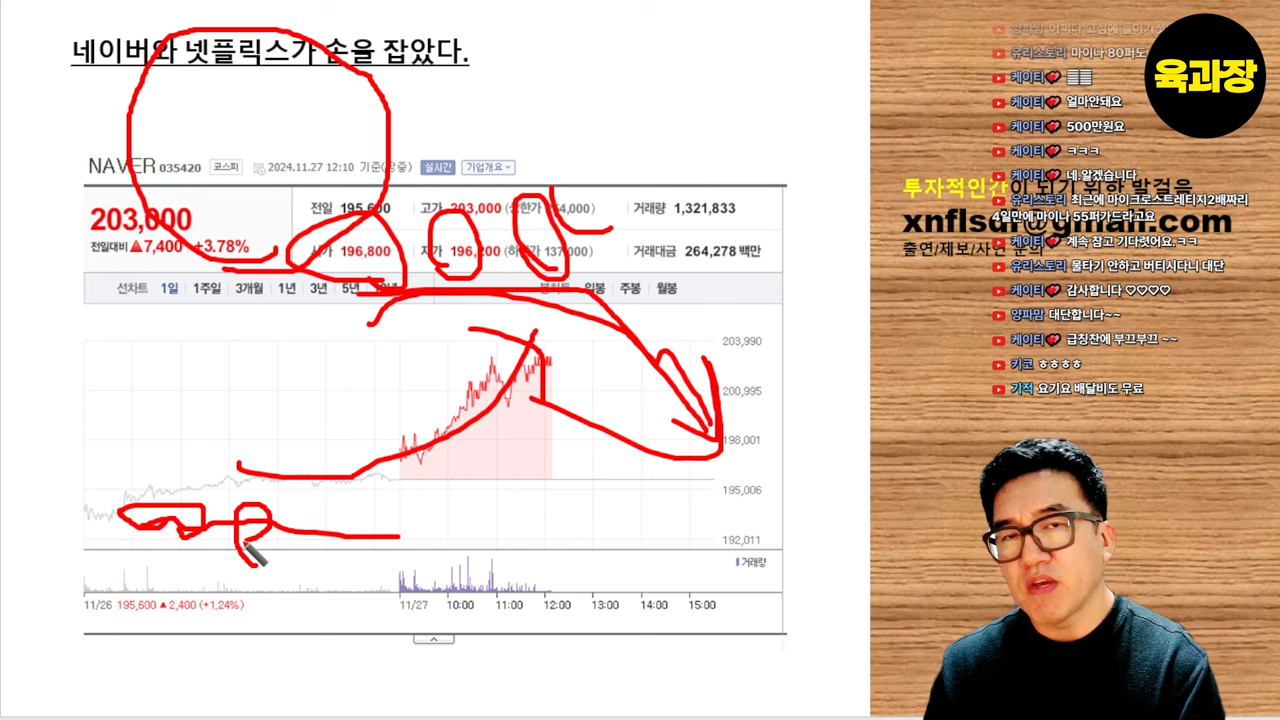 네이버와 넷플릭스가 손을 잡았다.
NAVER 035420 코스피 2024.11.27 12:10 기준(장중) 실시간 기업개요
203,000
전일대비 ▲7,400 +3.78%
전일 195,600 고가 203,000 거래량 1,321,833
시가 196,800 저가 196,200 거래대금 264,278 백만
선차트 1일 1주일 3개월 1년 3년 5년 일봉 주봉 월봉
203,990
200,995
198,001
195,006
192,011
거래량
11/26 195,600 ▲2,400 (+1,24%) 11/27 10:00 11:00 12:00 13:00 14:00 15:00
육과장
유리스토리 마이나 80퍼도
케이티
케이티 얼마안돼요
케이티 500만원요
케이티 ㅋㅋㅋ
케이티 네 알겠습니다
투자적인간이 되기 위한 발걸음
유리스토리 최근에 마이크로스트레티지2배짜리
4일만에 마이나 55퍼가드라고요
xnflsdl@gmail.com
케이티 계속 참고 기다렷어요.ㅋㅋ
출연/제보/사연 문의
유리스토리 물타기 안하고 버티시다니 대단
케이티 감사합니다 ♡♡♡♡
양파맘 대단합니다~~
케이티 급칭찬에 부끄부끄 ~~
키코 ㅎㅎㅎㅎ
기적 요기요 배달비도 무료